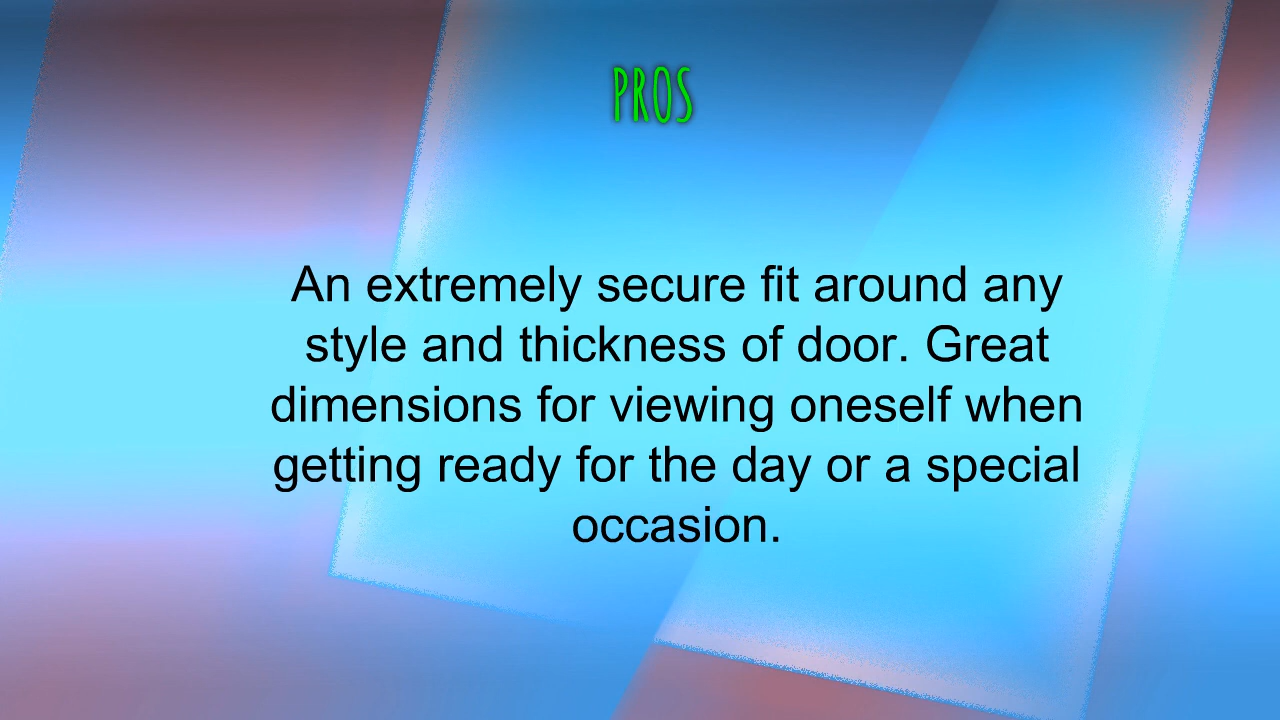 PROS
An extremely secure fit around any
style and thickness of door. Great
dimensions for viewing oneself when
getting ready for the day or a special
occasion.